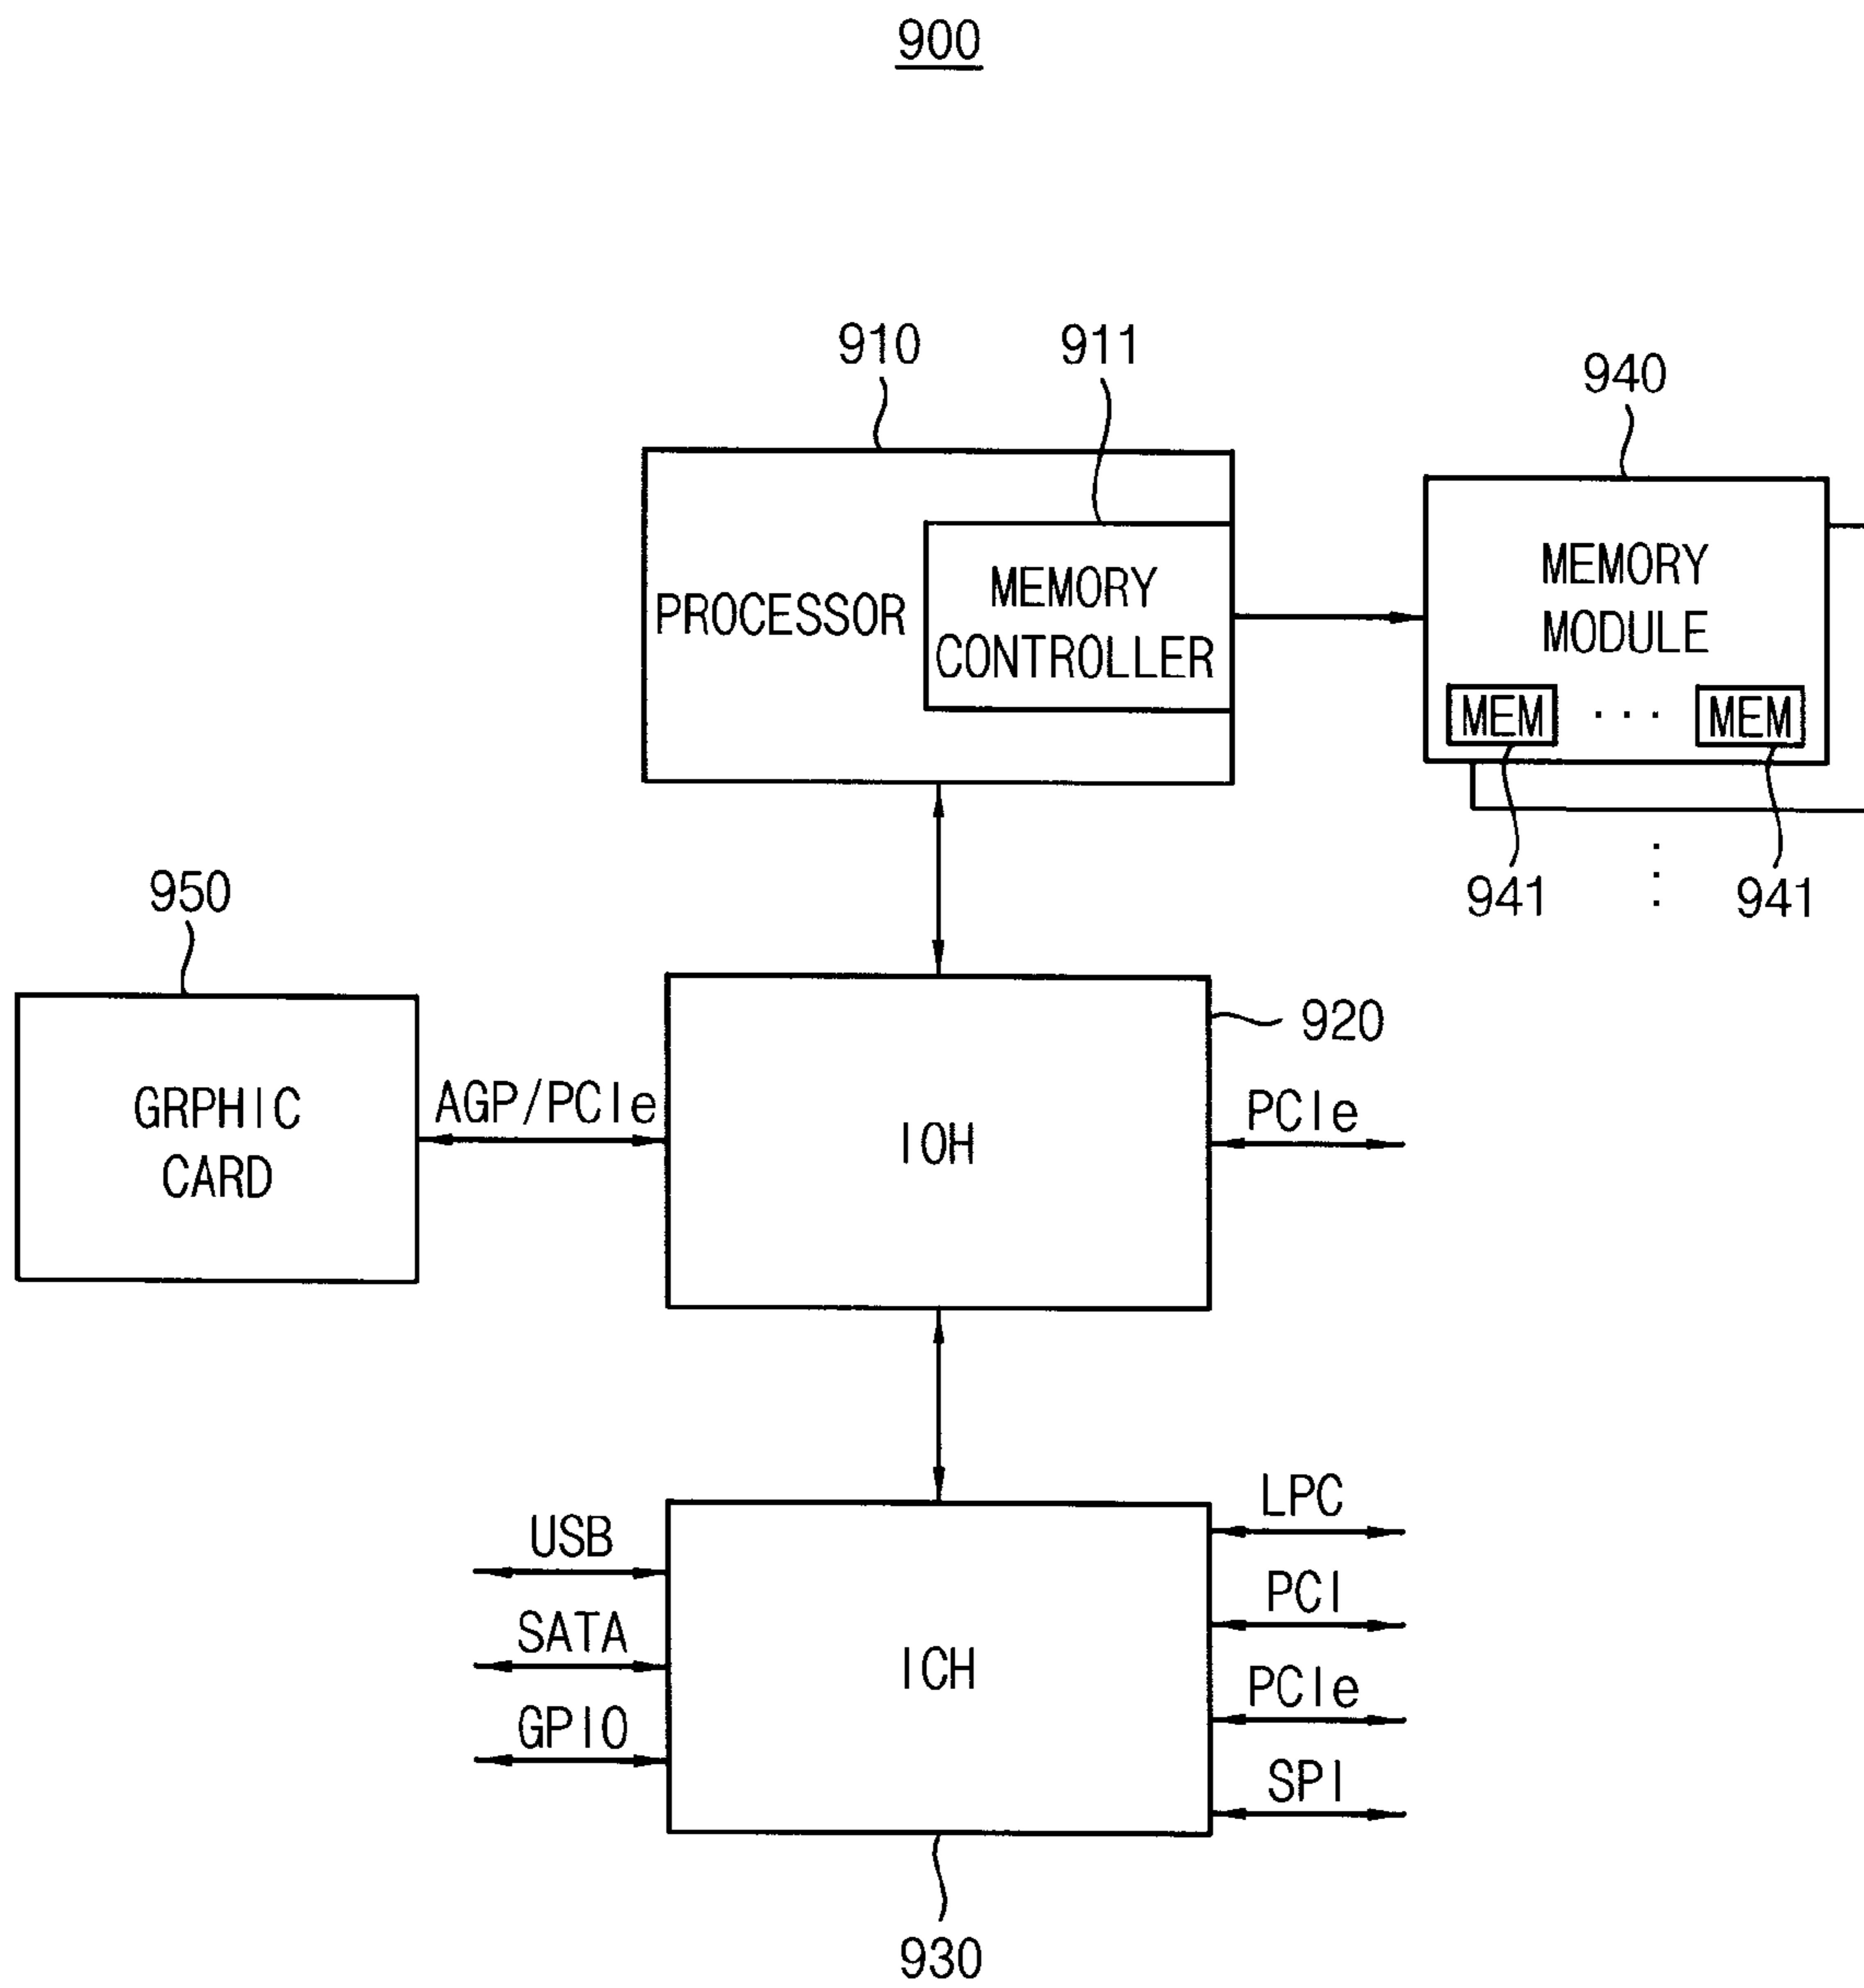 900
910
911
940
PROCESSOR
MEMORY
CONTROLLER
MEMORY
MODULE
MEM
...
MEM
941
941
950
920
GRPHIC
CARD
AGP/PCIe
IOH
PCIe
USB
SATA
GPIO
ICH
LPC
PCI
PCIe
SPI
930